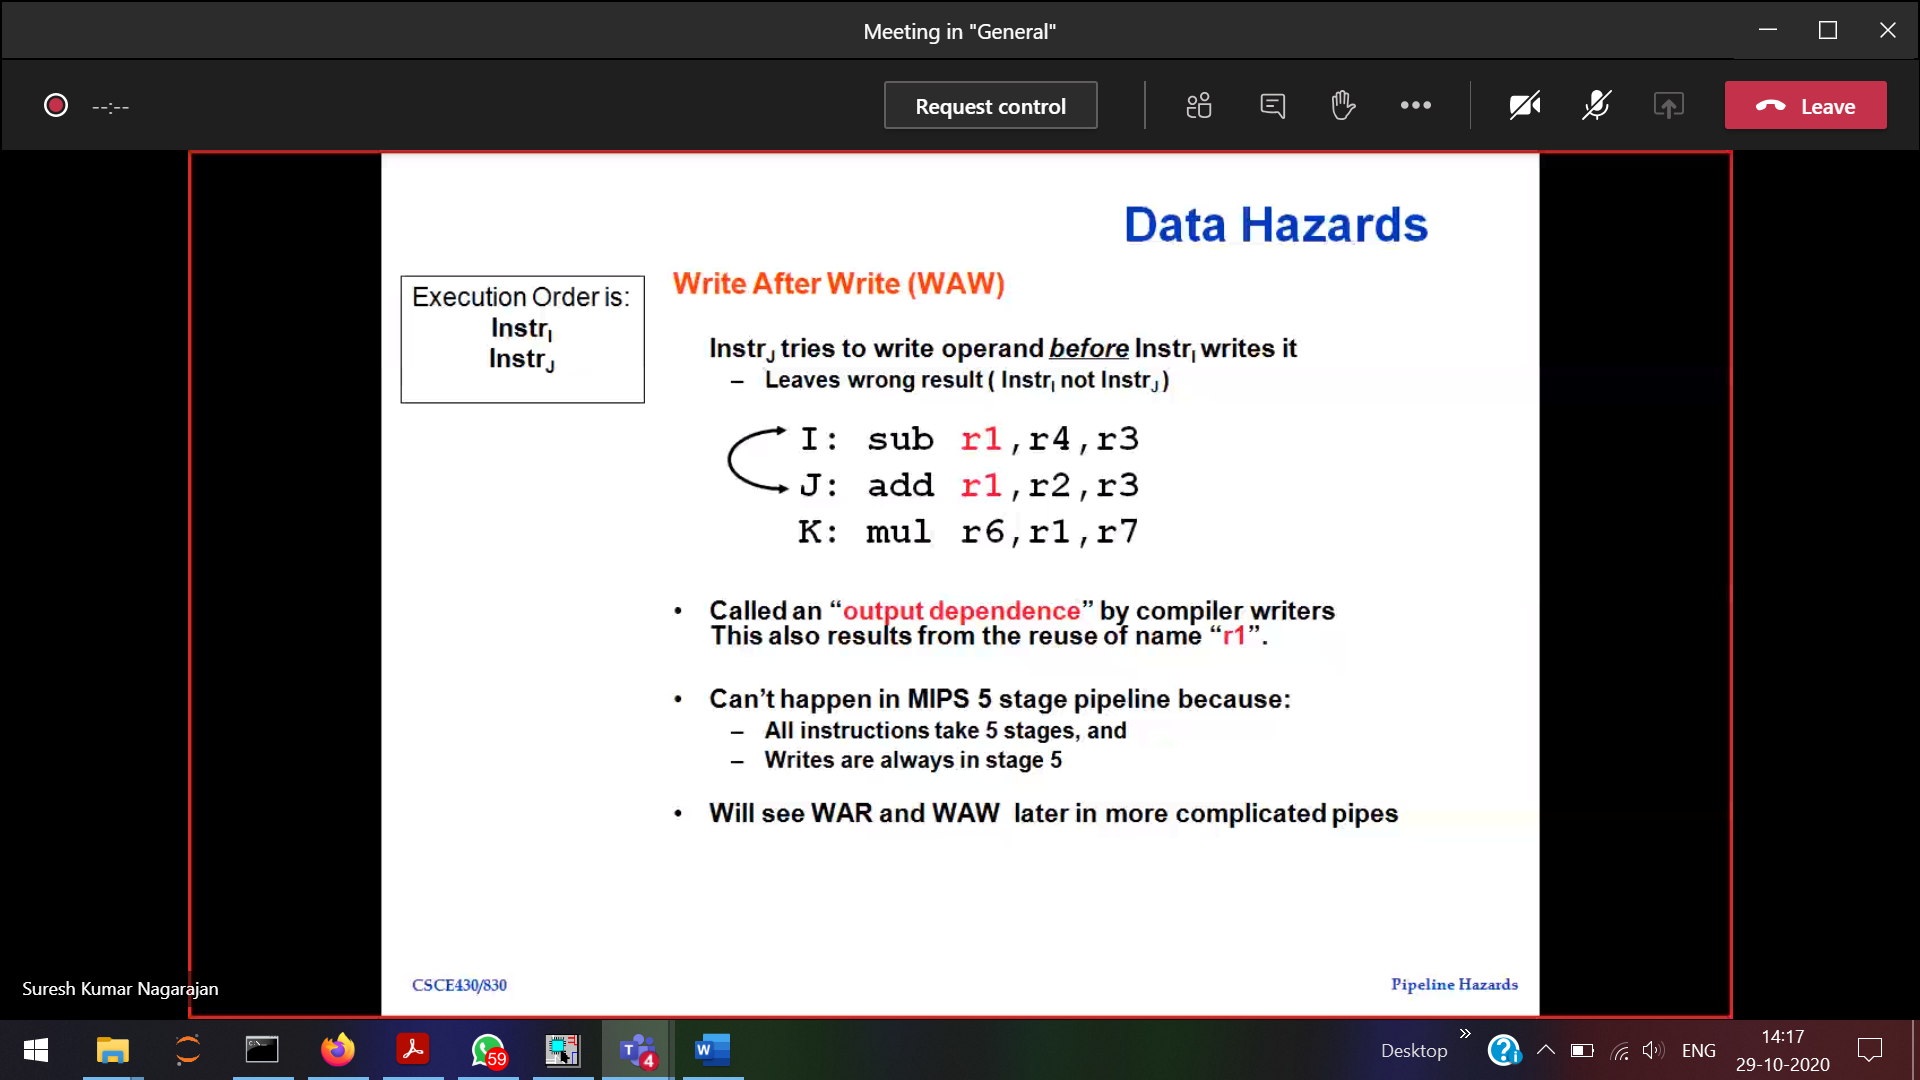 Meeting in "General"
--:--
Request control
Leave
Data Hazards
Execution Order is:
InstrI
InstrJ
Write After Write (WAW)
InstrJ tries to write operand before InstrI writes it
– Leaves wrong result ( InstrI not InstrJ )
I: sub r1,r4,r3
J: add r1,r2,r3
K: mul r6,r1,r7
• Called an “output dependence” by compiler writers
This also results from the reuse of name “r1”.
• Can’t happen in MIPS 5 stage pipeline because:
– All instructions take 5 stages, and
– Writes are always in stage 5
• Will see WAR and WAW later in more complicated pipes
Suresh Kumar Nagarajan
CSCE430/830
Pipeline Hazards
59
T
4
W
Desktop
ENG
14:17
29-10-2020